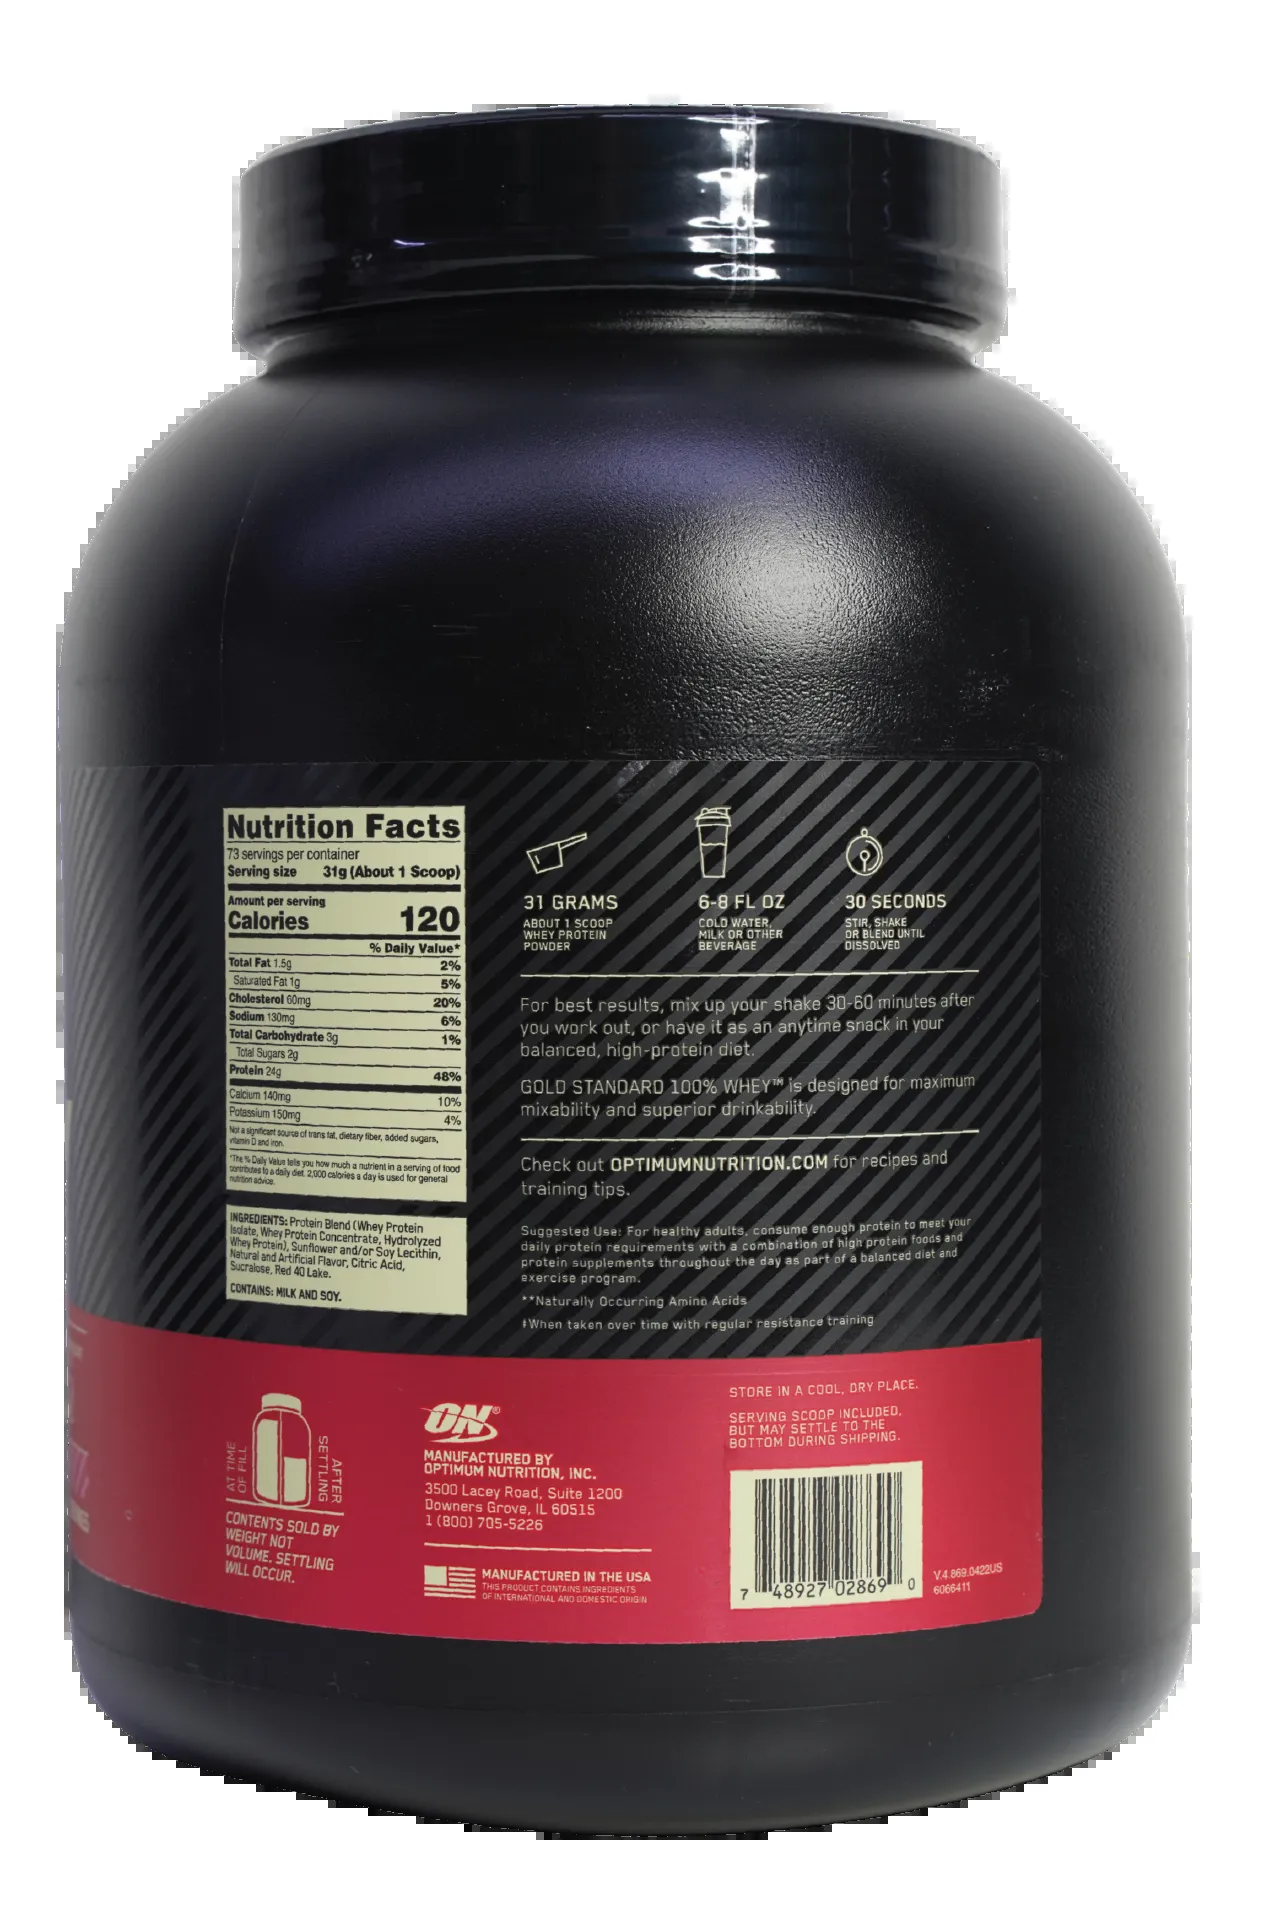 Nutrition Facts
73 servings per container
Serving size 31g (About 1 Scoop)
Amount per serving
Calories 120
% Daily Value*
Total Fat 1.5g 2%
Saturated Fat 1g 5%
Cholesterol 60mg 20%
Sodium 130mg 6%
Total Carbohydrate 3g 1%
Total Sugars 2g
Protein 24g 48%
Calcium 140mg 10%
Potassium 150mg 4%
Not a significant source of trans fat, dietary fiber, added sugars,
vitamin D and iron.
*The % Daily Value tells you how much a nutrient in a serving of food
contributes to a daily diet. 2,000 calories a day is used for general
nutrition advice.
INGREDIENTS: Protein Blend (Whey Protein
Isolate, Whey Protein Concentrate, Hydrolyzed
Whey Protein), Sunflower and/or Soy Lecithin,
Natural and Artificial Flavor, Citric Acid,
Sucralose, Red 40 Lake.
CONTAINS: MILK AND SOY.
31 GRAMS
ABOUT 1 SCOOP
WHEY PROTEIN
POWDER
6-8 FL OZ
COLD WATER,
MILK OR OTHER
BEVERAGE
30 SECONDS
STIR, SHAKE
OR BLEND UNTIL
DISSOLVED
For best results, mix up your shake 30-60 minutes after
you work out, or have it as an anytime snack in your
balanced, high-protein diet.
GOLD STANDARD 100% WHEY™ is designed for maximum
mixability and superior drinkability.
Check out OPTIMUMNUTRITION.COM for recipes and
training tips.
Suggested Use: For healthy adults, consume enough protein to meet your
daily protein requirements with a combination of high protein foods and
protein supplements throughout the day as part of a balanced diet and
exercise program.
**Naturally Occurring Amino Acids
‡When taken over time with regular resistance training
AT TIME
OF FILL
AFTER
SETTLING
CONTENTS SOLD BY
WEIGHT NOT
VOLUME. SETTLING
WILL OCCUR.
ON®
MANUFACTURED BY
OPTIMUM NUTRITION, INC.
3500 Lacey Road, Suite 1200
Downers Grove, IL 60515
1 (800) 705-5226
MANUFACTURED IN THE USA
THIS PRODUCT CONTAINS INGREDIENTS
OF INTERNATIONAL AND DOMESTIC ORIGIN
STORE IN A COOL, DRY PLACE.
SERVING SCOOP INCLUDED,
BUT MAY SETTLE TO THE
BOTTOM DURING SHIPPING.
7 48927 02869 0
V.4.869.0422US
6066411